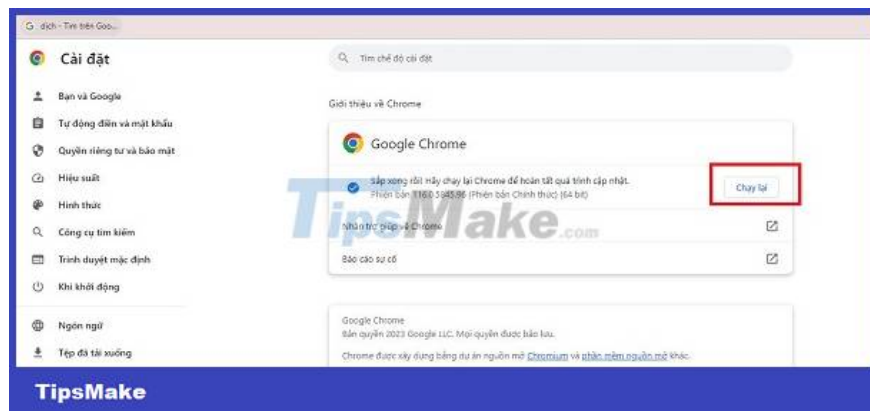 dịch - Tìm trên Goo...
Cài đặt
Tìm chế độ cài đặt
Bạn và Google
Tự động điền và mật khẩu
Quyền riêng tư và bảo mật
Hiệu suất
Hình thức
Công cụ tìm kiếm
Trình duyệt mặc định
Khi khởi động
Ngôn ngữ
Tệp đã tải xuống
Giới thiệu về Chrome
Google Chrome
Sắp xong rồi! Hãy chạy lại Chrome để hoàn tất quá trình cập nhật.
Phiên bản 116.0.5845.96 (Phiên bản Chính thức) (64 bit)
Chạy lại
Nhận trợ giúp về Chrome
Báo cáo sự cố
Google Chrome
Bản quyền 2023 Google LLC. Mọi quyền được bảo lưu.
Chrome được xây dựng bằng dự án nguồn mở Chromium và phần mềm nguồn mở khác.
TipsMake.com
TipsMake